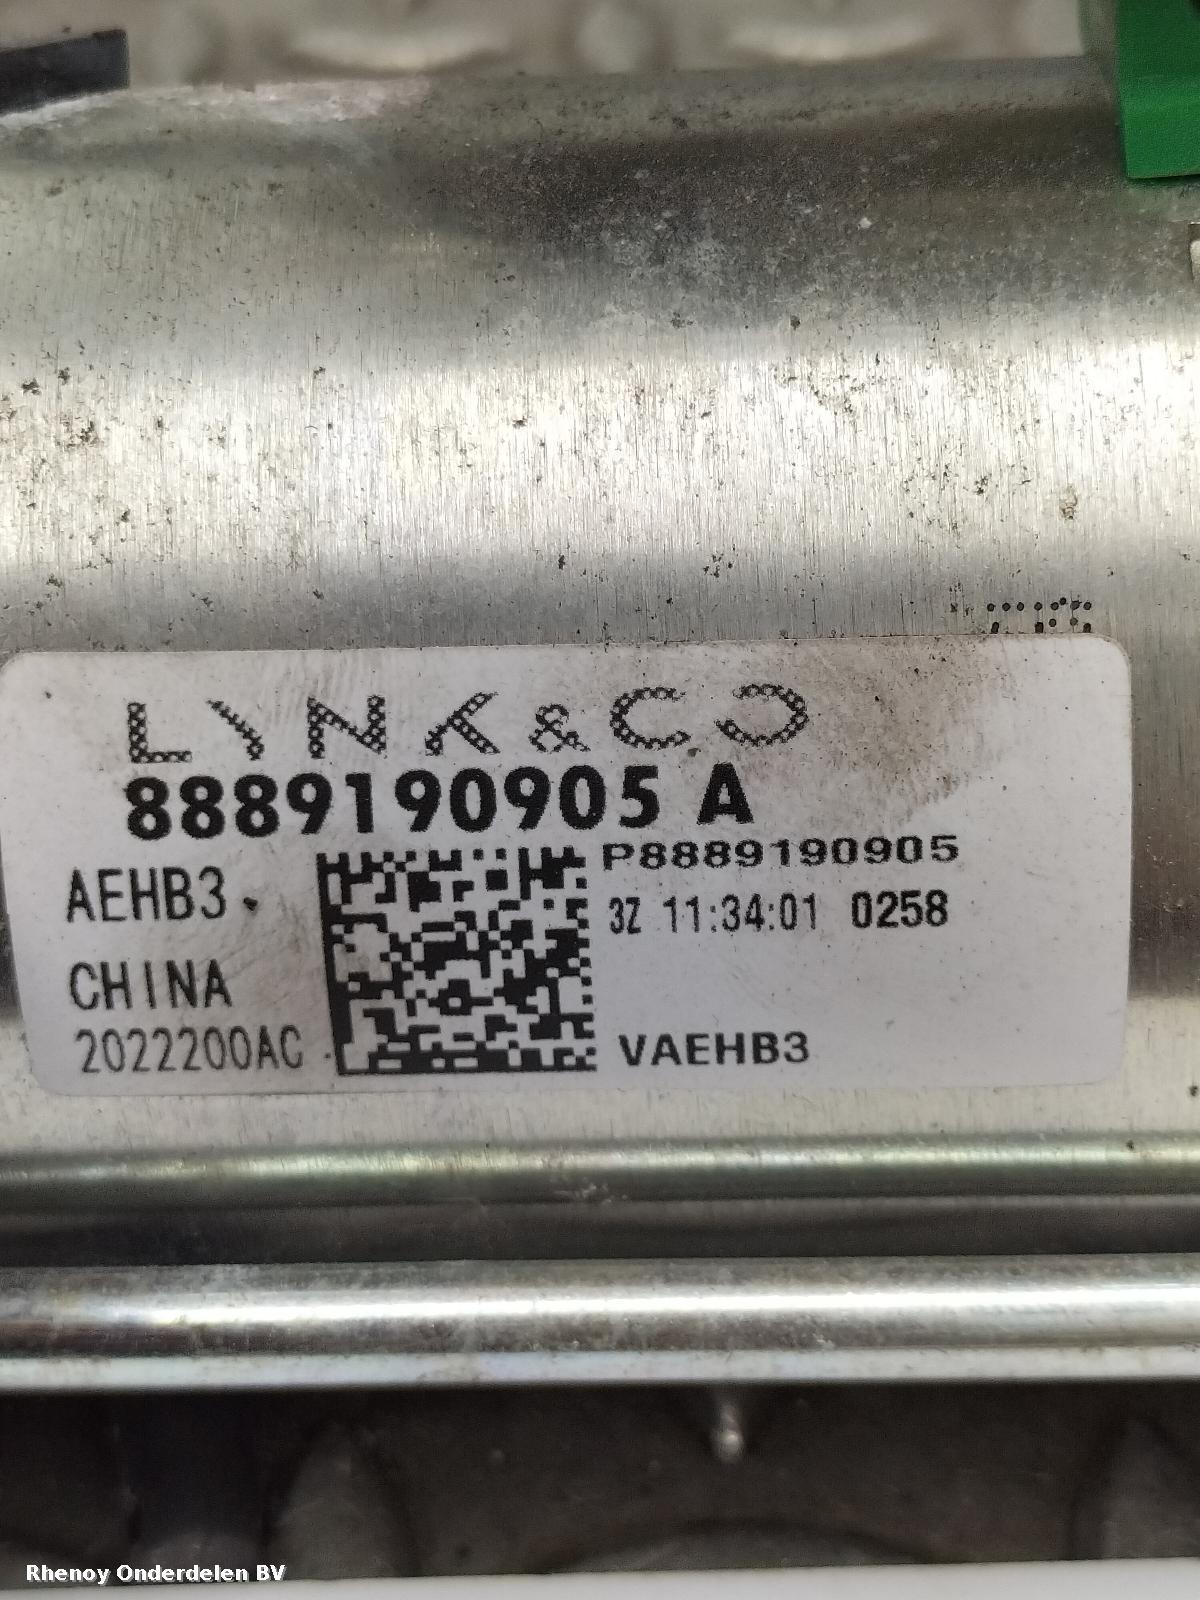 LYNK & CO
8889190905 A
P8889190905
AEHB3
3Z 11:34:01 0258
CHINA
2022200AC
VAEHB3
Rhenoy Onderdelen BV